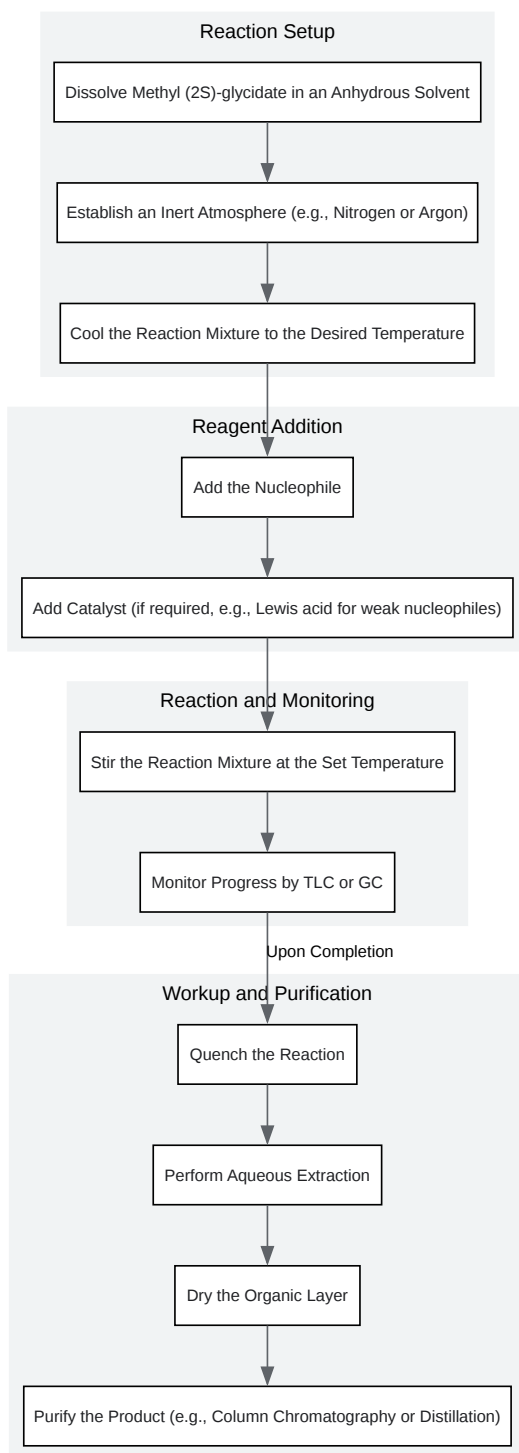 Reaction Setup
Dissolve Methyl (2S)-glycidate in an Anhydrous Solvent
Establish an Inert Atmosphere (e.g., Nitrogen or Argon)
Cool the Reaction Mixture to the Desired Temperature
Reagent Addition
Add the Nucleophile
Add Catalyst (if required, e.g., Lewis acid for weak nucleophiles)
Reaction and Monitoring
Stir the Reaction Mixture at the Set Temperature
Monitor Progress by TLC or GC
Upon Completion
Workup and Purification
Quench the Reaction
Perform Aqueous Extraction
Dry the Organic Layer
Purify the Product (e.g., Column Chromatography or Distillation)